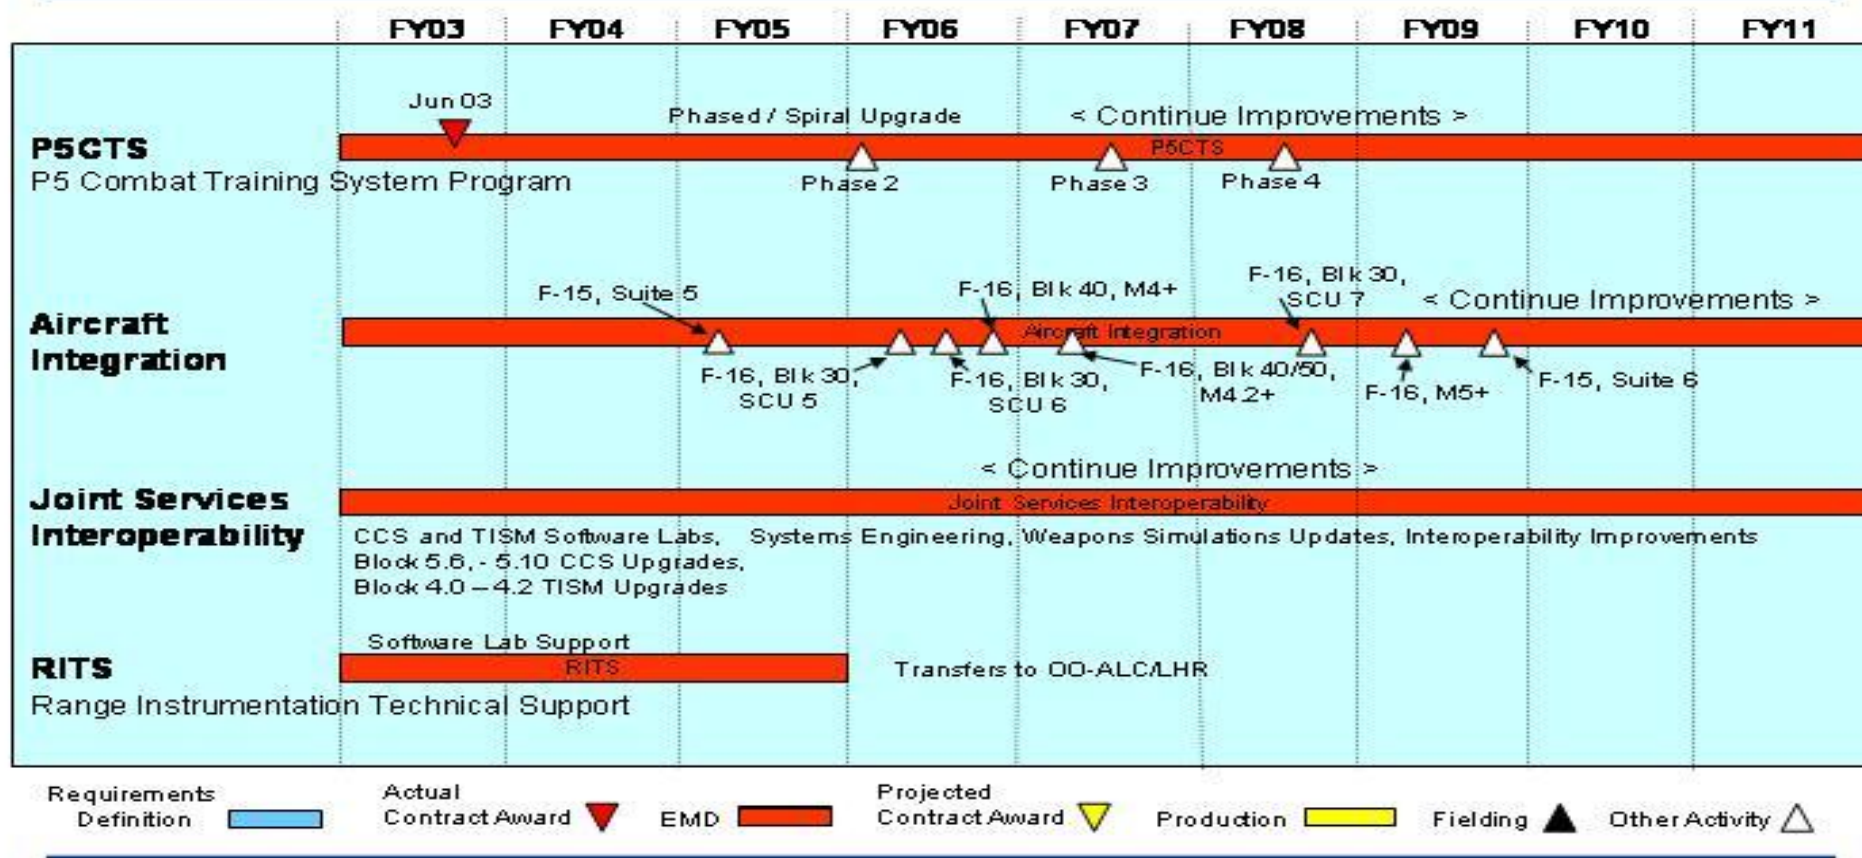 FY03 FY04 FY05 FY06 FY07 FY08 FY09 FY10 FY11
Jun 03
Phased / Spiral Upgrade
< Continue Improvements >
P5CTS
P5CTS
P5 Combat Training System Program
Phase 2
Phase 3
Phase 4
F-15, Suite 5
F-16, Blk 40, M4+
F-16, Blk 30,
SCU 7
< Continue Improvements >
Aircraft
Integration
Aircraft Integration
F-16, Blk 30,
SCU 5
F-16, Blk 30,
SCU 6
F-16, Blk 40/50,
M4.2+
F-16, M5+
F-15, Suite 6
< Continue Improvements >
Joint Services
Interoperability
Joint Services Interoperability
CCS and TISM Software Labs, Systems Engineering, Weapons Simulations Updates, Interoperability Improvements
Block 5.6, - 5.10 CCS Upgrades,
Block 4.0 – 4.2 TISM Upgrades
Software Lab Support
RITS
RITS
Transfers to OO-ALC/LHR
Range Instrumentation Technical Support
Requirements
Definition
Actual
Contract Award
EMD
Projected
Contract Award
Production
Fielding
Other Activity